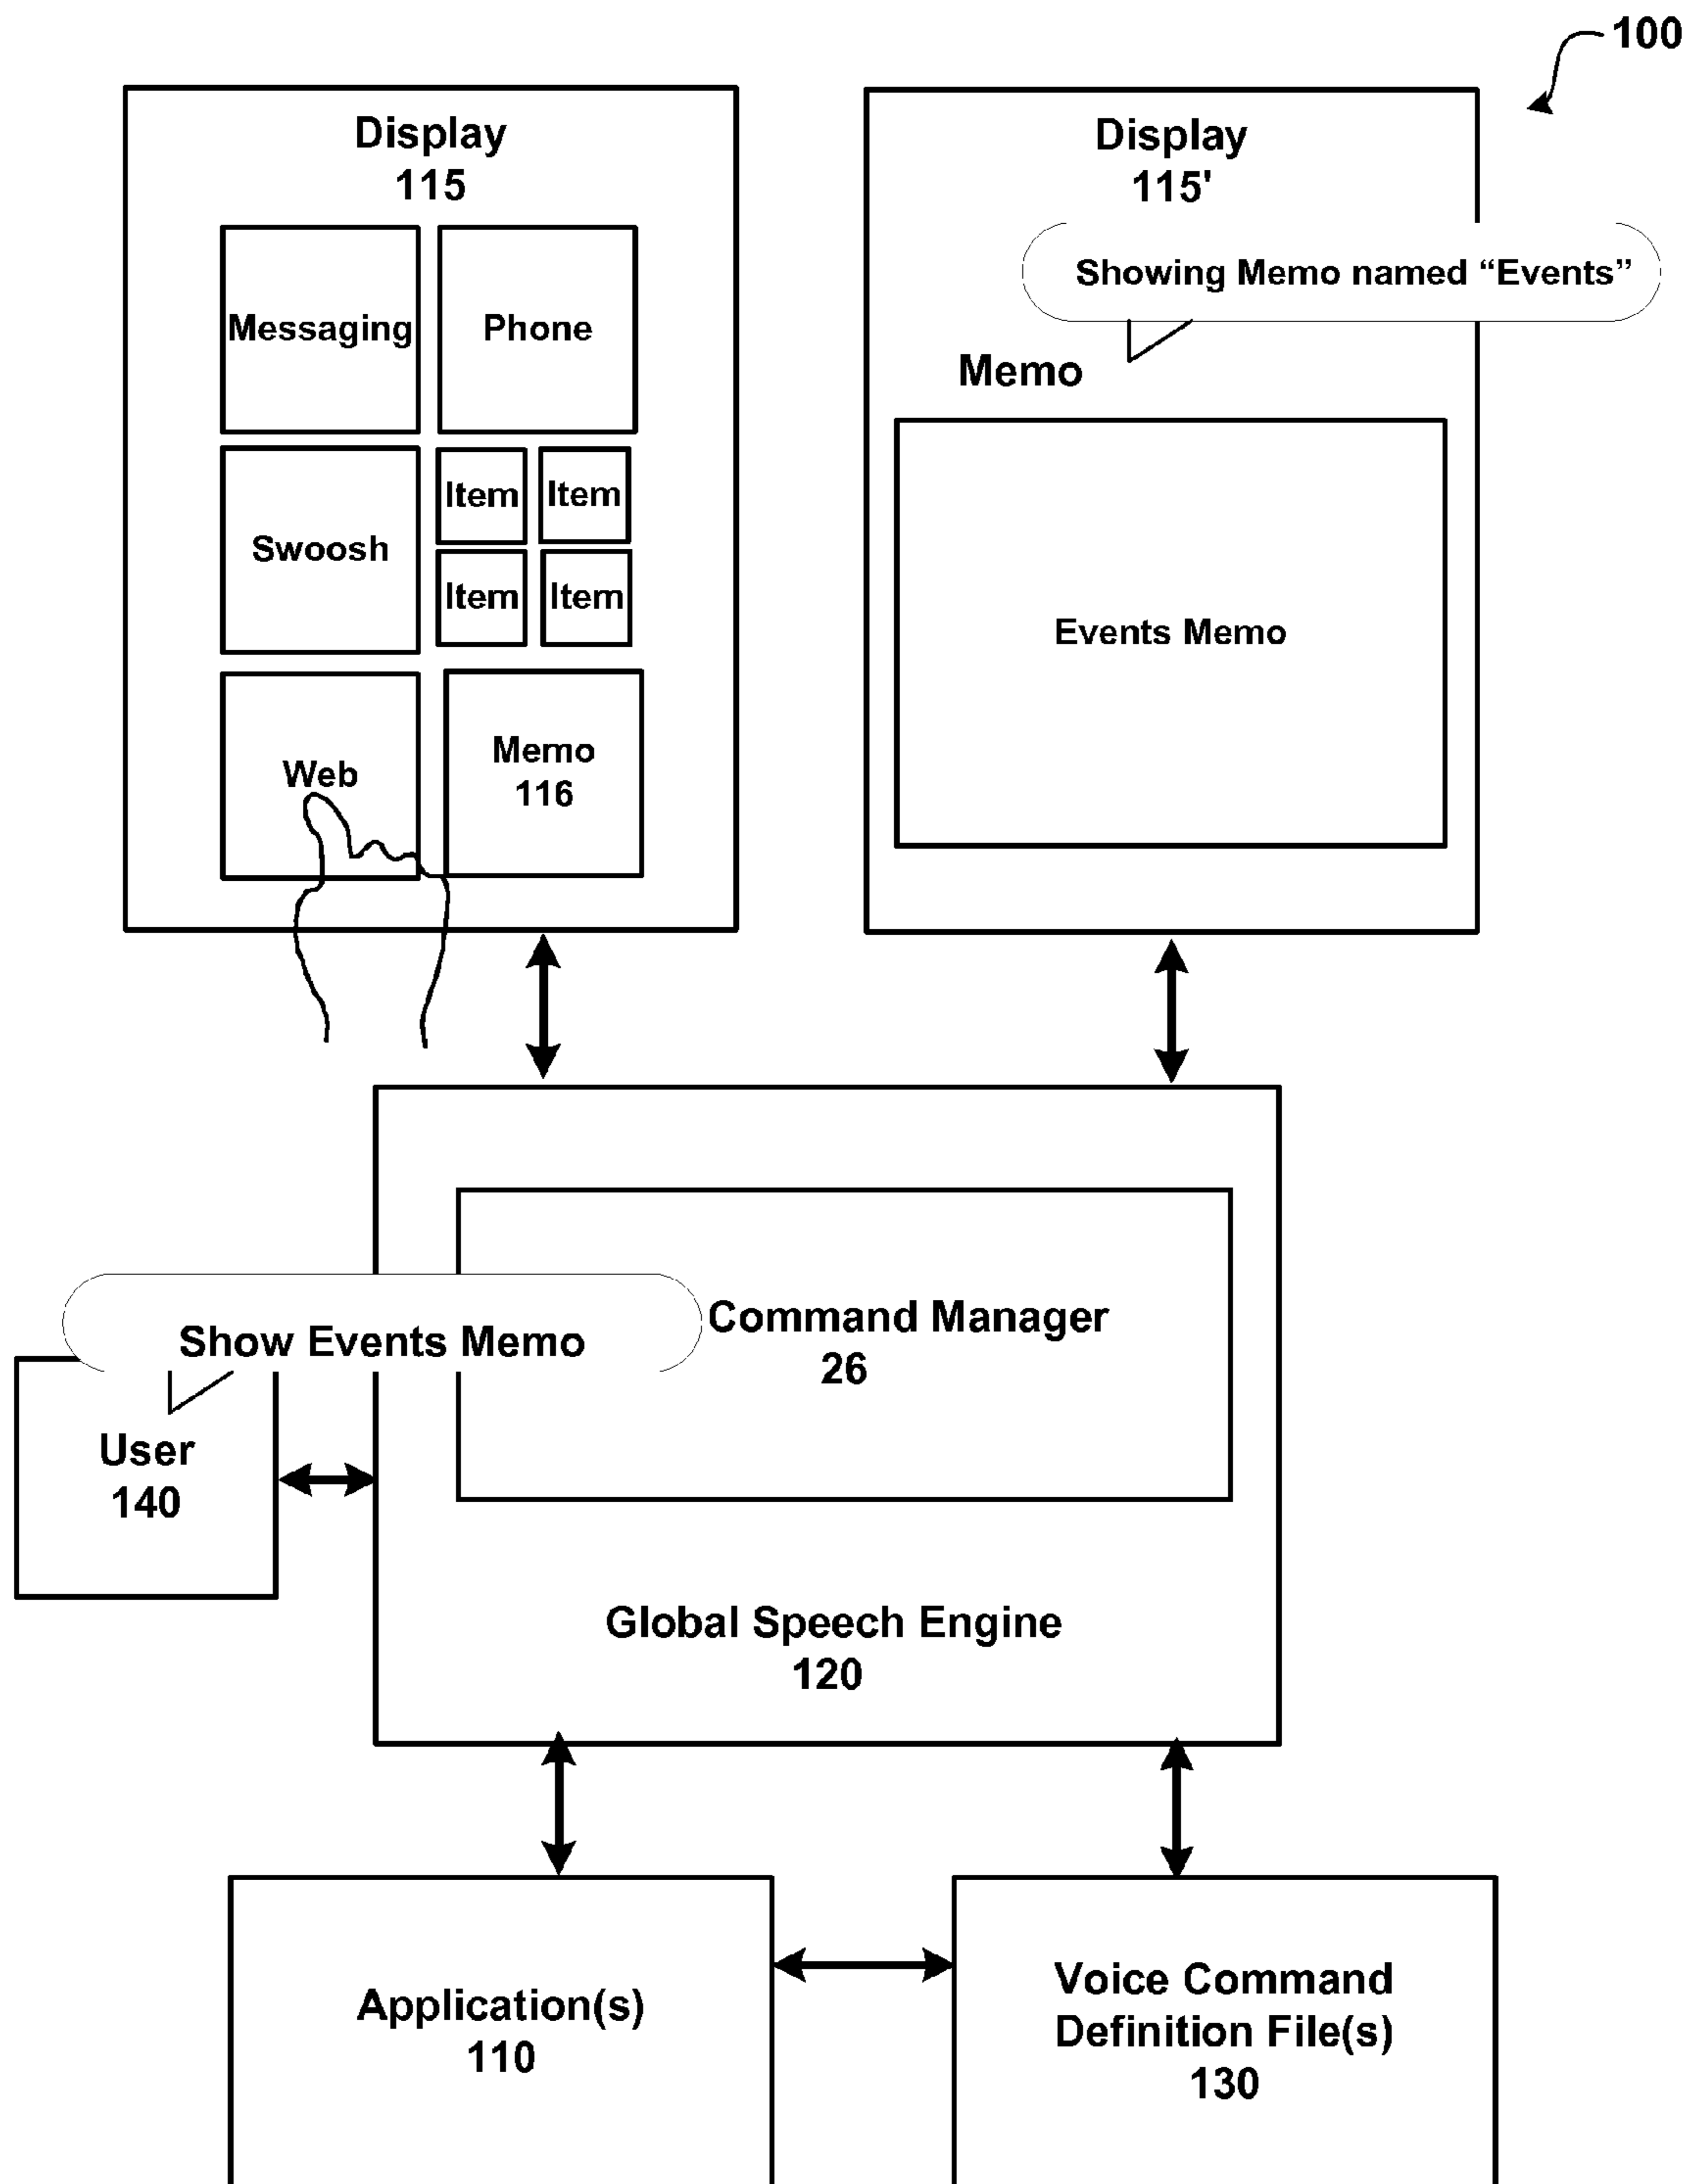 100
Display
115
Messaging
Phone
Swoosh
Item
Item
Item
Item
Web
Memo
116
Display
115'
Showing Memo named “Events”
Memo
Events Memo
Show Events Memo
User
140
Command Manager
26
Global Speech Engine
120
Application(s)
110
Voice Command
Definition File(s)
130